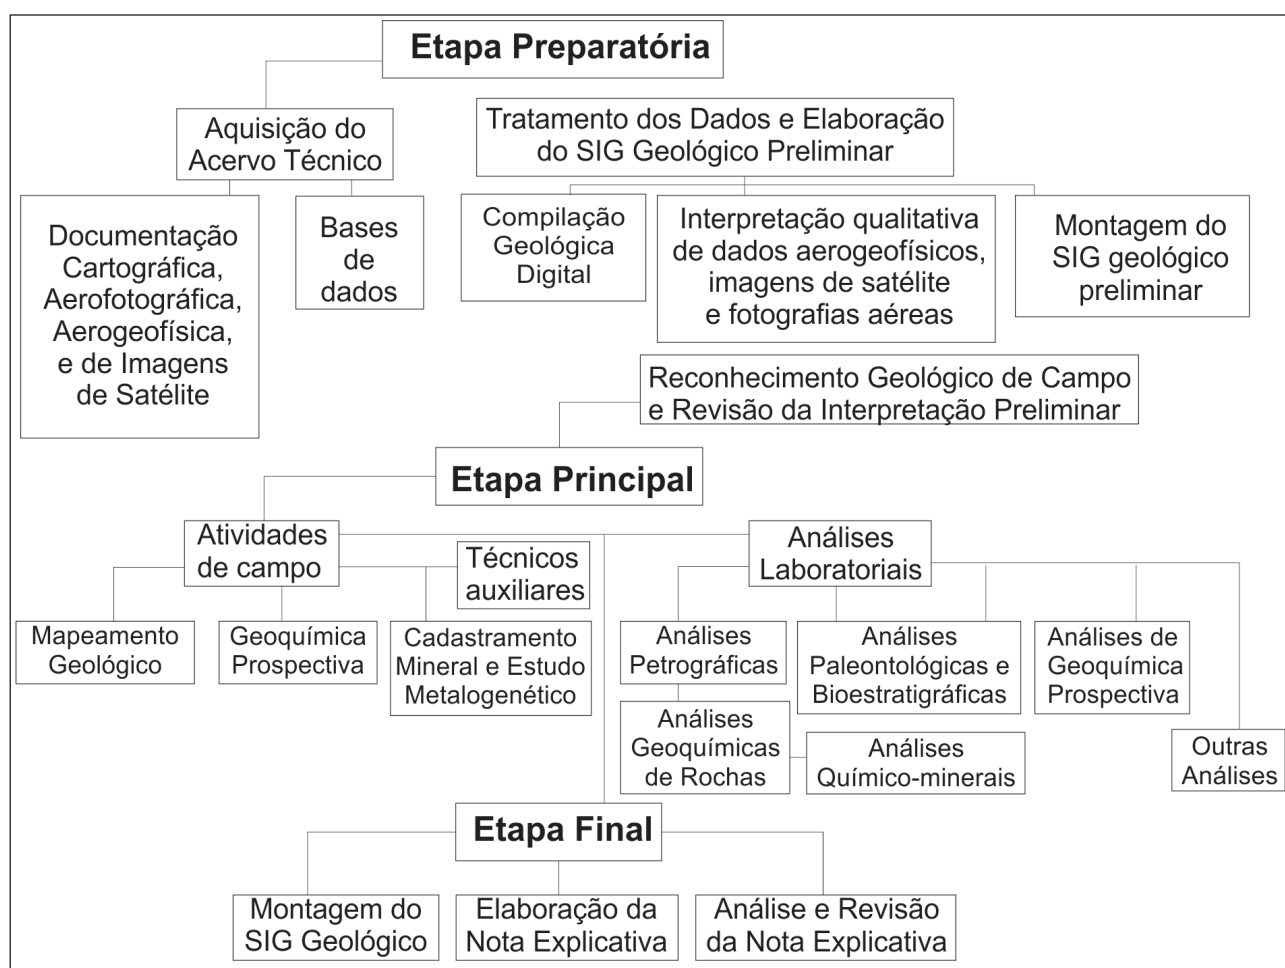 Etapa Preparatória
Aquisição do
Acervo Técnico
Tratamento dos Dados e Elaboração
do SIG Geológico Preliminar
Documentação
Cartográfica,
Aerofotográfica,
Aerogeofísica,
e de Imagens
de Satélite
Bases
de
dados
Compilação
Geológica
Digital
Interpretação qualitativa
de dados aerogeofísicos,
imagens de satélite
e fotografias aéreas
Montagem do
SIG geológico
preliminar
Reconhecimento Geológico de Campo
e Revisão da Interpretação Preliminar
Etapa Principal
Atividades
de campo
Técnicos
auxiliares
Análises
Laboratoriais
Mapeamento
Geológico
Geoquímica
Prospectiva
Cadastramento
Mineral e Estudo
Metalogenético
Análises
Petrográficas
Análises
Paleontológicas e
Bioestratigráficas
Análises de
Geoquímica
Prospectiva
Análises
Geoquímicas
de Rochas
Análises
Químico-minerais
Outras
Análises
Etapa Final
Montagem do
SIG Geológico
Elaboração da
Nota Explicativa
Análise e Revisão
da Nota Explicativa